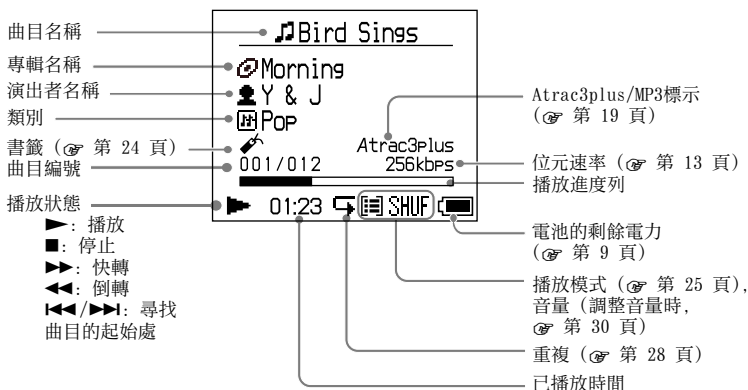 曲目名稱
專輯名稱
演出者名稱
類別
書籤 (☞ 第 24 頁)
曲目編號
播放狀態
►: 播放
■: 停止
►►: 快轉
◄◄: 倒轉
I◄◄/►►I: 尋找
曲目的起始處
Bird Sings
Morning
Y & J
Pop
Atrac3plus
001/012 256kbps
01:23 SHUF
Atrac3plus/MP3標示
(☞ 第 19 頁)
位元速率 (☞ 第 13 頁)
播放進度列
電池的剩餘電力
(☞ 第 9 頁)
播放模式 (☞ 第 25 頁),
音量 (調整音量時,
☞ 第 30 頁)
重複 (☞ 第 28 頁)
已播放時間